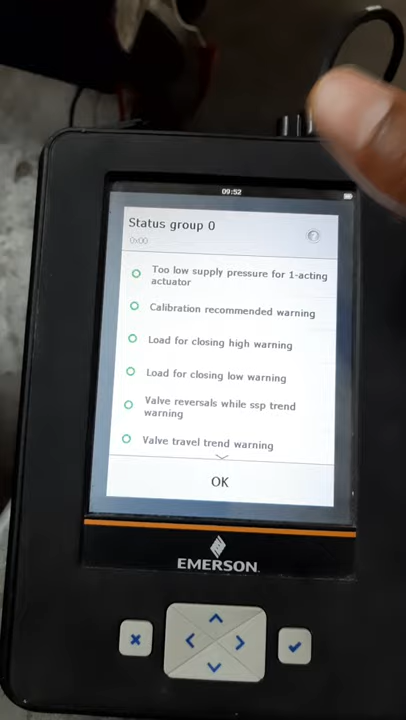 09:52
Status group 0
0x00
Too low supply pressure for 1-acting
actuator
Calibration recommended warning
Load for closing high warning
Load for closing low warning
Valve reversals while ssp trend
warning
Valve travel trend warning
OK
EMERSON